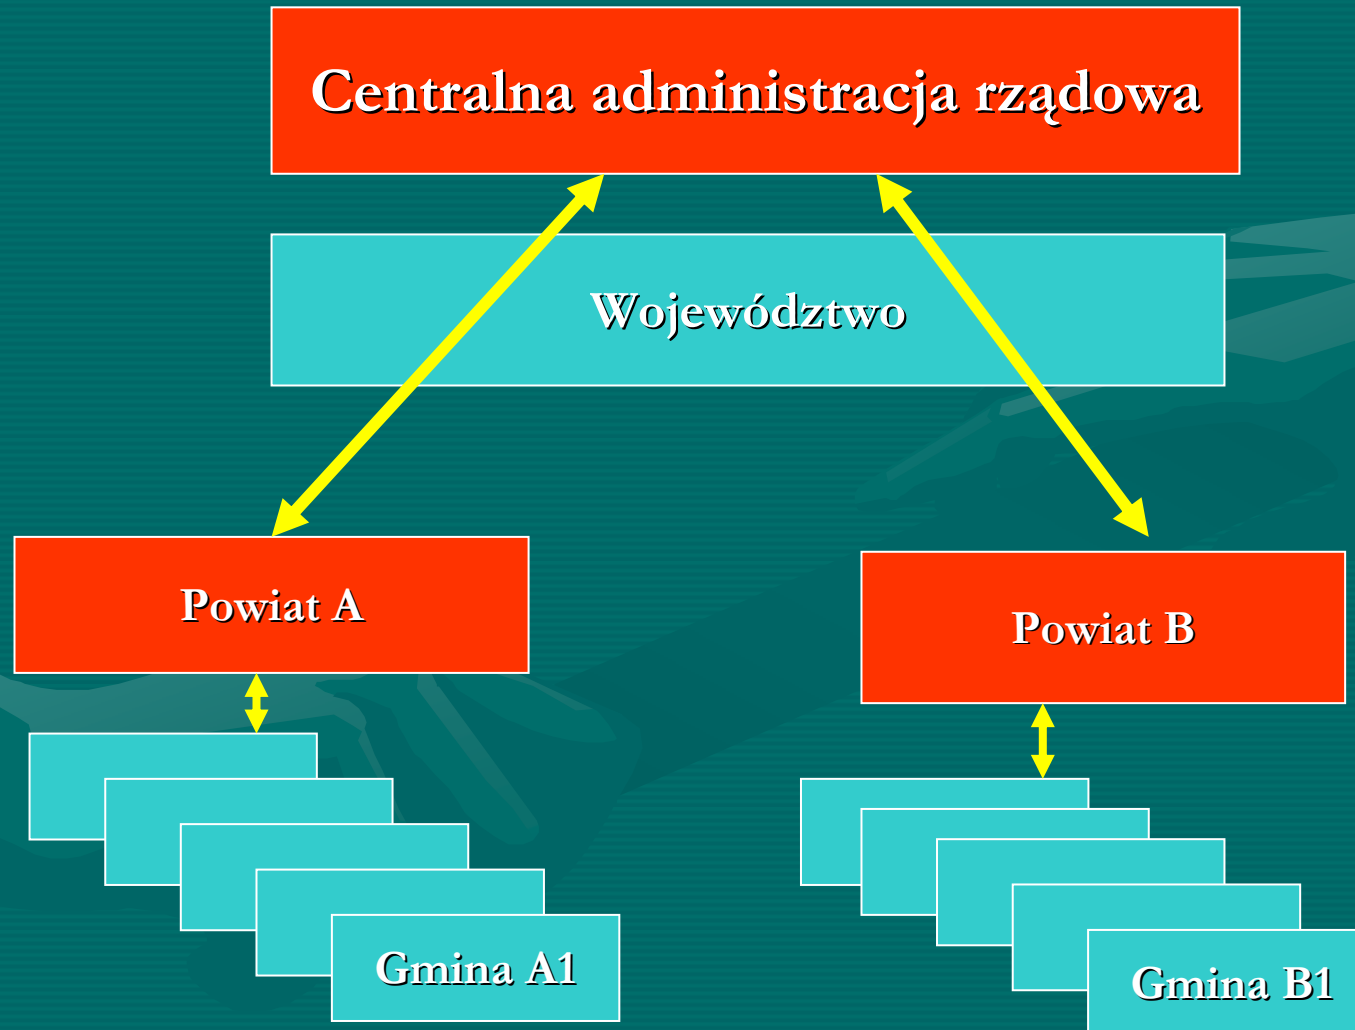 Centralna administracja rządowa
Województwo
Powiat A
Powiat B
Gmina A1
Gmina B1